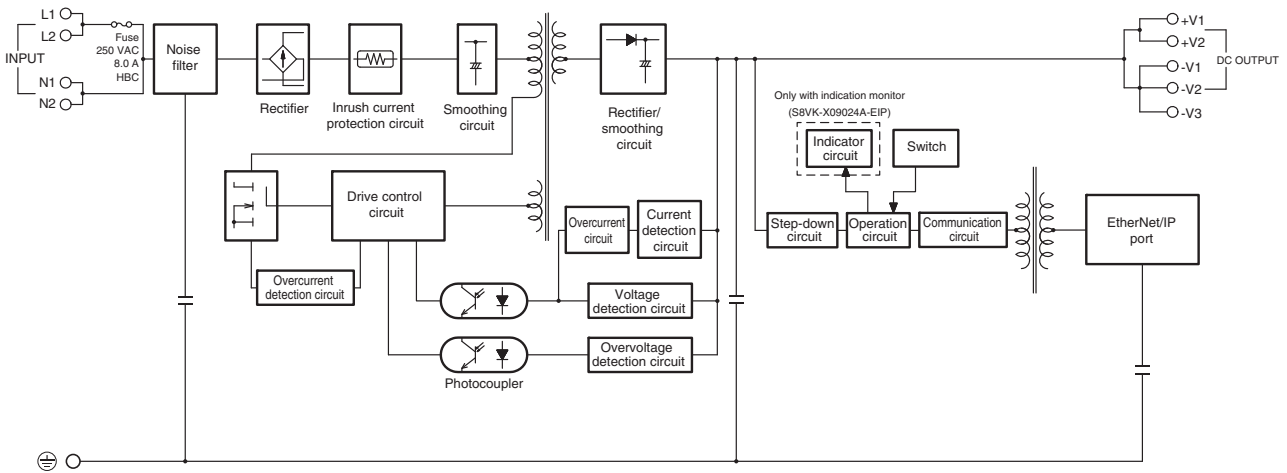 L1
L2
INPUT
N1
N2
Fuse
250 VAC
8.0 A
HBC
Noise
filter
Rectifier
Inrush current
protection circuit
Smoothing
circuit
Rectifier/
smoothing
circuit
+V1
+V2
-V1
-V2
-V3
DC OUTPUT
Only with indication monitor
(S8VK-X09024A-EIP)
Indicator
circuit
Switch
Drive control
circuit
Overcurrent
circuit
Current
detection
circuit
Step-down
circuit
Operation
circuit
Communication
circuit
EtherNet/IP
port
Overcurrent
detection circuit
Voltage
detection circuit
Overvoltage
detection circuit
Photocoupler